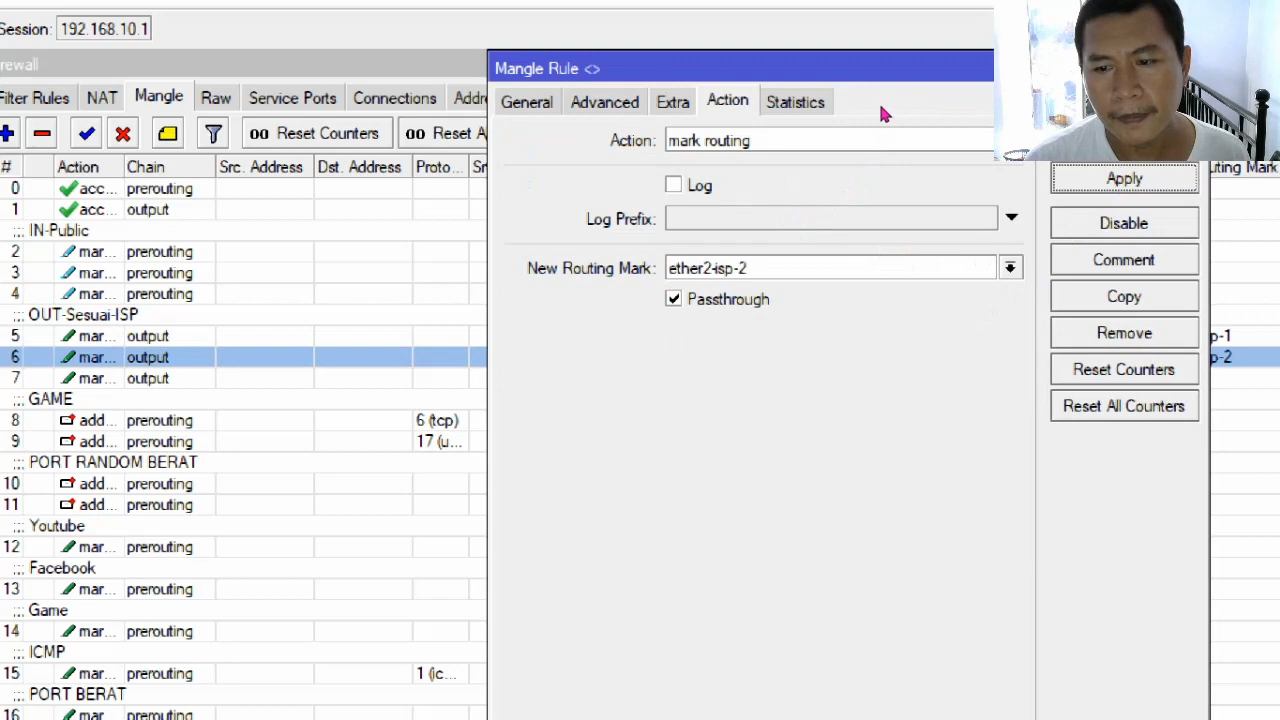 Session: 192.168.10.1
rewall
Mangle Rule <>
Filter Rules NAT Mangle Raw Service Ports Connections Addre
General Advanced Extra Action Statistics
00 Reset Counters 00 Reset A
Action: mark routing
# Action Chain Src. Address Dst. Address Proto... Sr
uting Mark
Apply
0 acc... prerouting
Log
1 acc... output
Log Prefix:
Disable
;;; IN-Public
2 mar... prerouting
Comment
3 mar... prerouting
New Routing Mark: ether2-isp-2
4 mar... prerouting
Passthrough
Copy
;;; OUT-Sesuai-ISP
5 mar... output
p-1
Remove
6 mar... output
p-2
Reset Counters
7 mar... output
;;; GAME
Reset All Counters
8 add... prerouting 6 (tcp)
9 add... prerouting 17 (u...
;;; PORT RANDOM BERAT
10 add... prerouting
11 add... prerouting
;;; Youtube
12 mar... prerouting
;;; Facebook
13 mar... prerouting
;;; Game
14 mar... prerouting
;;; ICMP
15 mar... prerouting 1 (ic...
;;; PORT BERAT
16 mar... prerouting